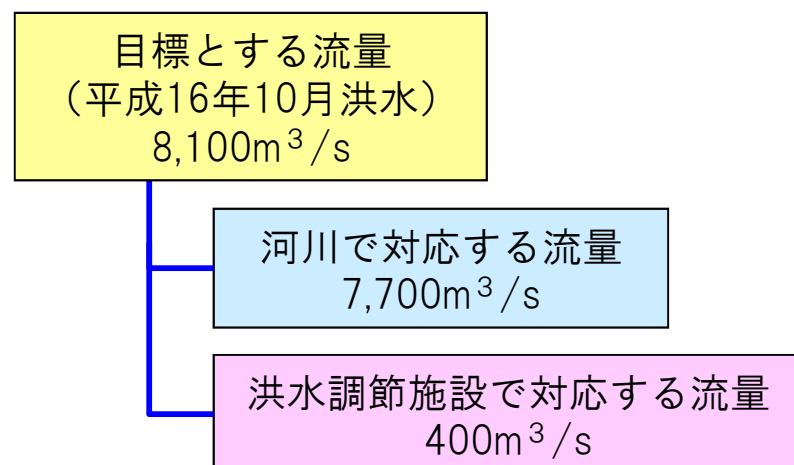 目標とする流量
（平成16年10月洪水）
8,100m³/s
河川で対応する流量
7,700m³/s
洪水調節施設で対応する流量
400m³/s